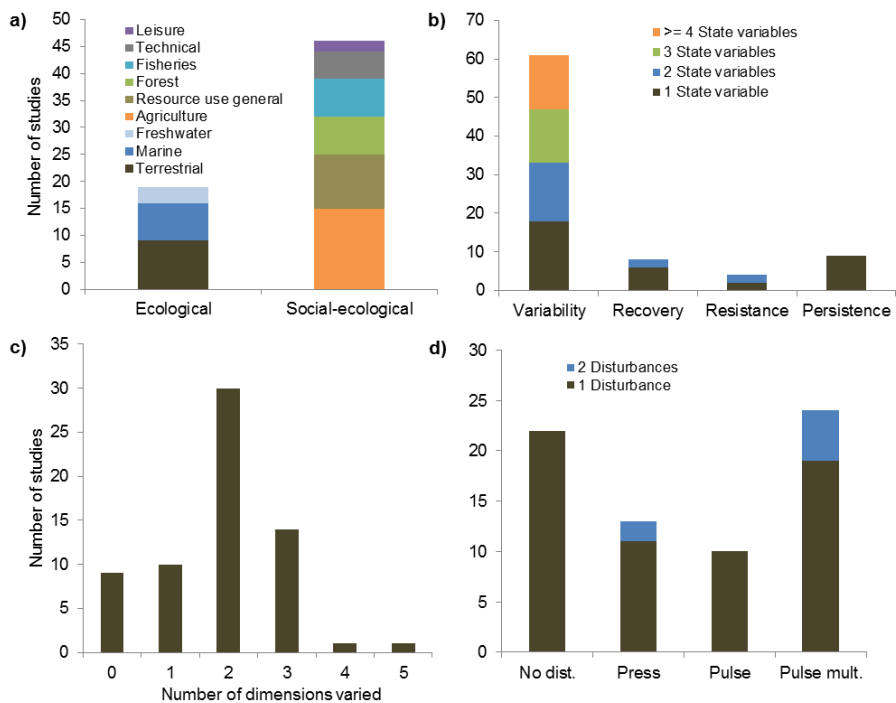 a)
Number of studies
50
45
40
35
30
25
20
15
10
5
0
Leisure
Technical
Fisheries
Forest
Resource use general
Agriculture
Freshwater
Marine
Terrestrial
Ecological
Social-ecological
b)
70
60
50
40
30
20
10
0
>= 4 State variables
3 State variables
2 State variables
1 State variable
Variability
Recovery
Resistance
Persistence
c)
Number of studies
35
30
25
20
15
10
5
0
0
1
2
3
4
5
Number of dimensions varied
d)
30
25
20
15
10
5
0
2 Disturbances
1 Disturbance
No dist.
Press
Pulse
Pulse mult.